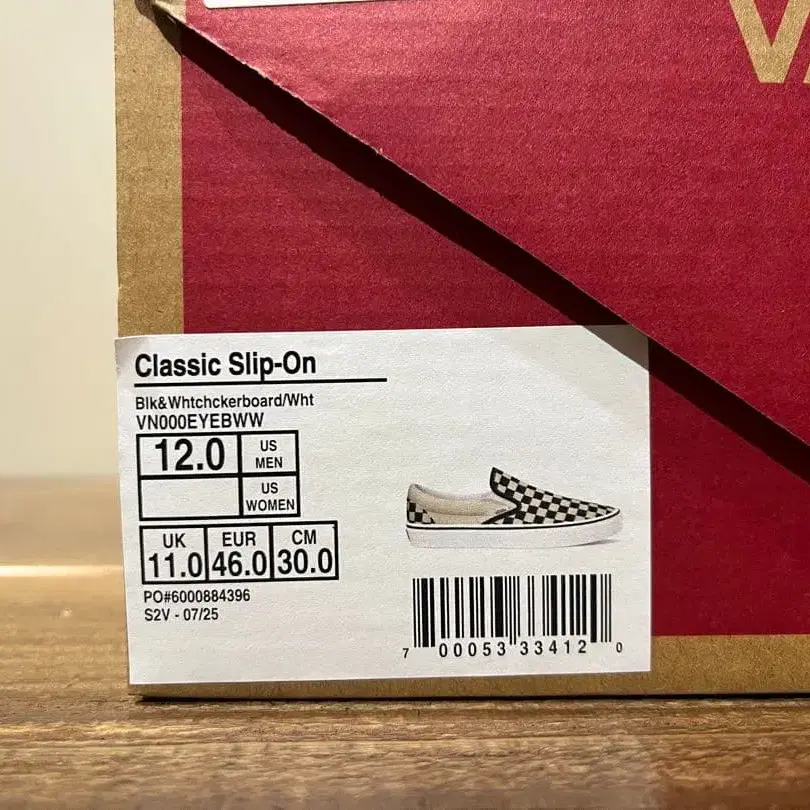 Classic Slip-On
Blk&Whtchckerboard/Wht
VN000EYEBWW
12.0 US MEN
US WOMEN
UK EUR CM
11.0 46.0 30.0
PO#6000884396
S2V - 07/25
7 00053 33412 0